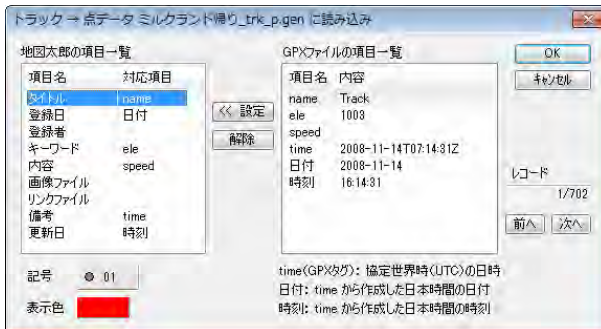 トラック → 点データ ミルクランド帰り_trk_p.gen に読み込み
地図太郎の項目一覧
項目名 対応項目
タイトル name
登録日 日付
登録者
キーワード ele
内容 speed
画像ファイル
リンクファイル
備考 time
更新日 時刻
<< 設定
解除
GPXファイルの項目一覧
項目名 内容
name Track
ele 1003
speed
time 2008-11-14T07:14:31Z
日付 2008-11-14
時刻 16:14:31
OK
キャンセル
レコード
1/702
前へ 次へ
記号 01
表示色
time(GPXタグ): 協定世界時(UTC)の日時
日付: time から作成した日本時間の日付
時刻: time から作成した日本時間の時刻